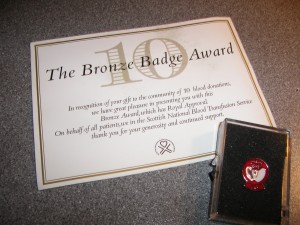 10
The Bronze Badge Award
In recognition of your gift to the community of 10 blood donations,
we have great pleasure in presenting you with this
Bronze Award, which has Royal Approval.
On behalf of all patients, we in the Scottish National Blood Transfusion Service
thank you for your generosity and continued support.